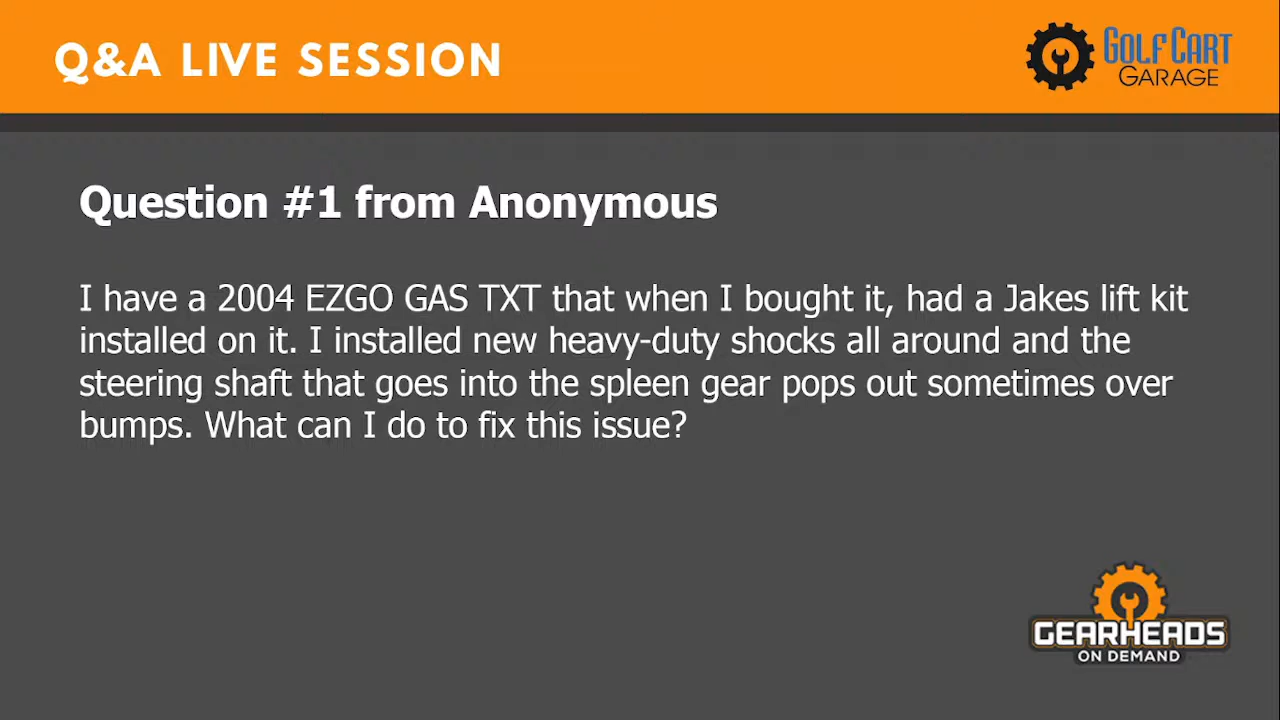 Q&A LIVE SESSION
GOLF CART
GARAGE
Question #1 from Anonymous
I have a 2004 EZGO GAS TXT that when I bought it, had a Jakes lift kit
installed on it. I installed new heavy-duty shocks all around and the
steering shaft that goes into the spleen gear pops out sometimes over
bumps. What can I do to fix this issue?
GEARHEADS
ON DEMAND